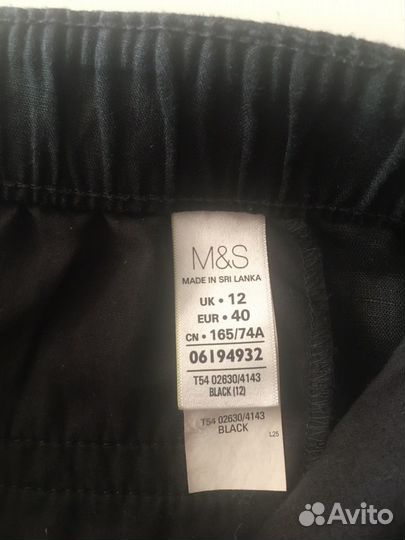 M&S
MADE IN SRI LANKA
UK • 12
EUR • 40
CN • 165/74A
06194932
T54 02630/4143
BLACK (12)
T54 02630/4143
BLACK
L25
Avito